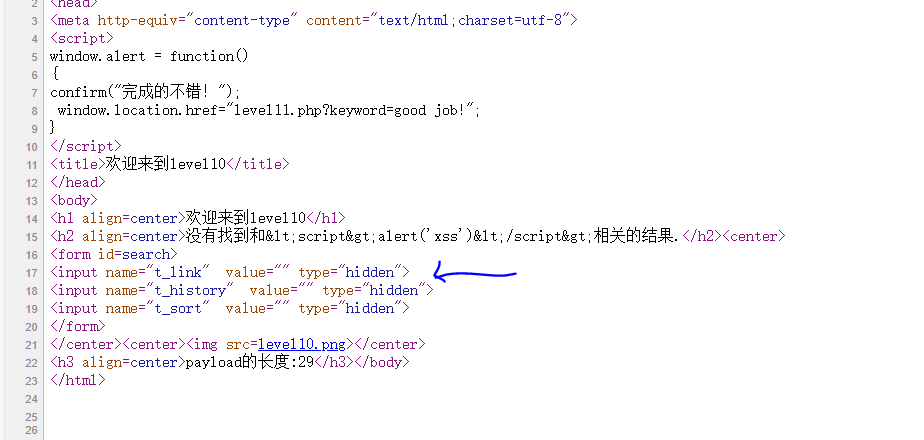 2 <head>
3 <meta http-equiv="content-type" content="text/html;charset=utf-8">
4 <script>
5 window.alert = function()
6 {
7 confirm("完成的不错！");
8 window.location.href="level11.php?keyword=good job!";
9 }
10 </script>
11 <title>欢迎来到level10</title>
12 </head>
13 <body>
14 <h1 align=center>欢迎来到level10</h1>
15 <h2 align=center>没有找到和&lt;script&gt;alert('xss')&lt;/script&gt;相关的结果.</h2><center>
16 <form id=search>
17 <input name="t_link"  value="" type="hidden">
18 <input name="t_history"  value="" type="hidden">
19 <input name="t_sort"  value="" type="hidden">
20 </form>
21 </center><center><img src=level10.png></center>
22 <h3 align=center>payload的长度:29</h3></body>
23 </html>
24
25
26